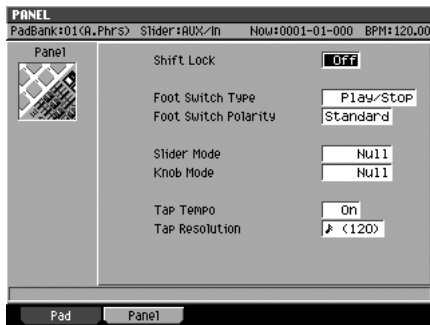 PANEL
PadBank:01(A.Phrs) Slider:AUX/In Now:0001-01-000 BPM:120.00
Panel
Shift Lock Off
Foot Switch Type Play/Stop
Foot Switch Polarity Standard
Slider Mode Null
Knob Mode Null
Tap Tempo On
Tap Resolution ♪ (120)
Pad Panel